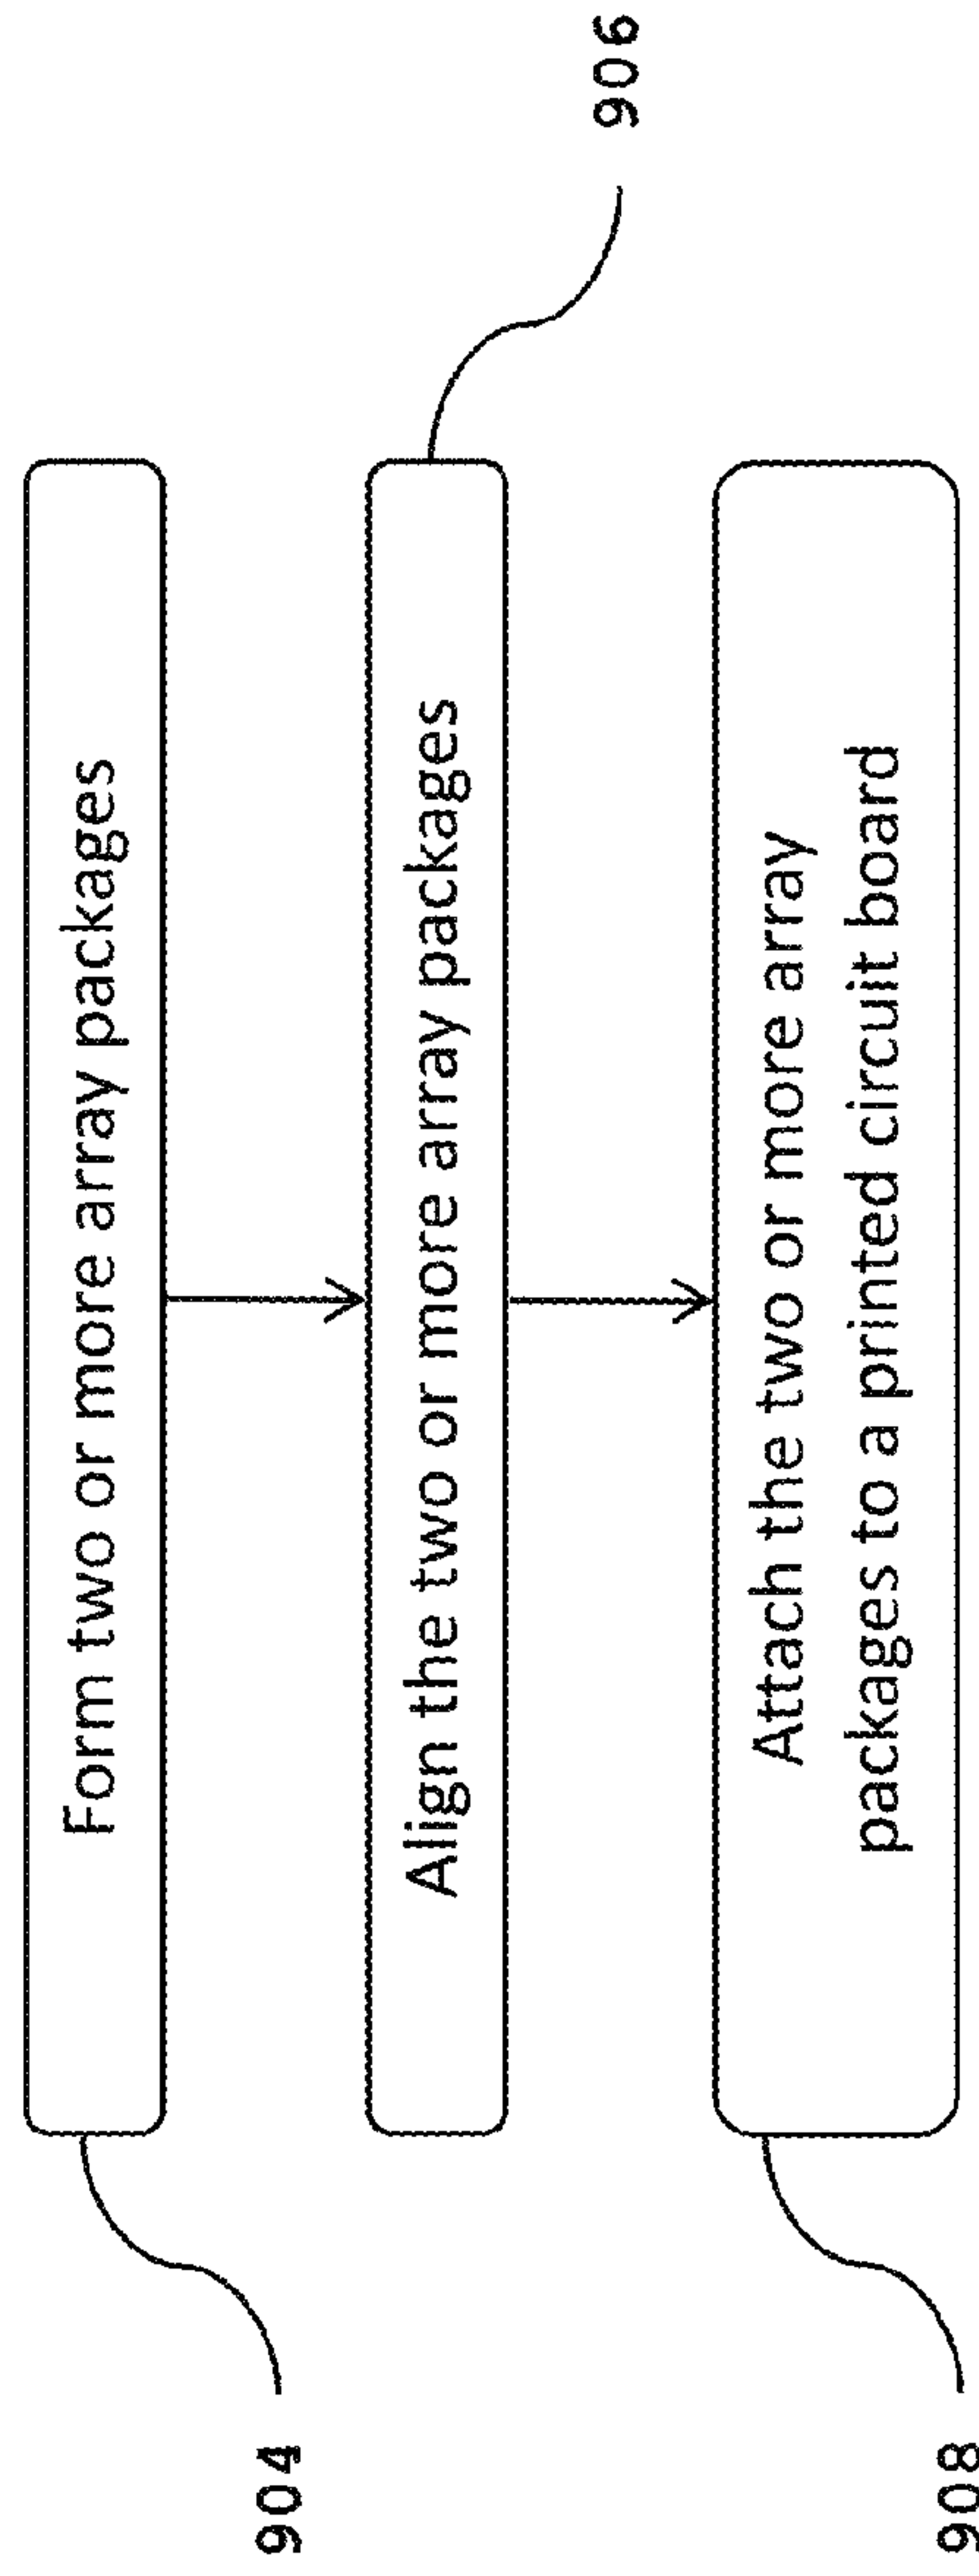 Form two or more array packages
904
Align the two or more array packages
906
Attach the two or more array
packages to a printed circuit board
908